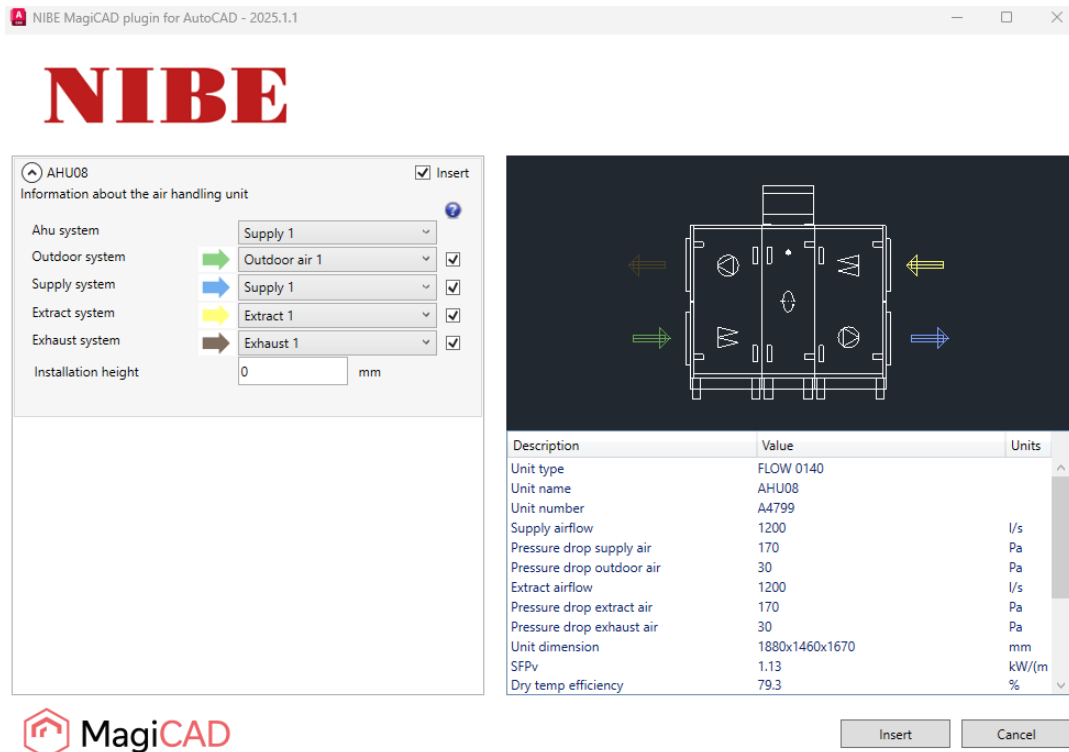 NIBE MagiCAD plugin for AutoCAD - 2025.1.1
NIBE
AHU08 Insert
Information about the air handling unit
Ahu system Supply 1
Outdoor system Outdoor air 1
Supply system Supply 1
Extract system Extract 1
Exhaust system Exhaust 1
Installation height 0 mm
Description Value Units
Unit type FLOW 0140
Unit name AHU08
Unit number A4799
Supply airflow 1200 l/s
Pressure drop supply air 170 Pa
Pressure drop outdoor air 30 Pa
Extract airflow 1200 l/s
Pressure drop extract air 170 Pa
Pressure drop exhaust air 30 Pa
Unit dimension 1880x1460x1670 mm
SFPv 1.13 kW/(m
Dry temp efficiency 79.3 %
MagiCAD
Insert Cancel